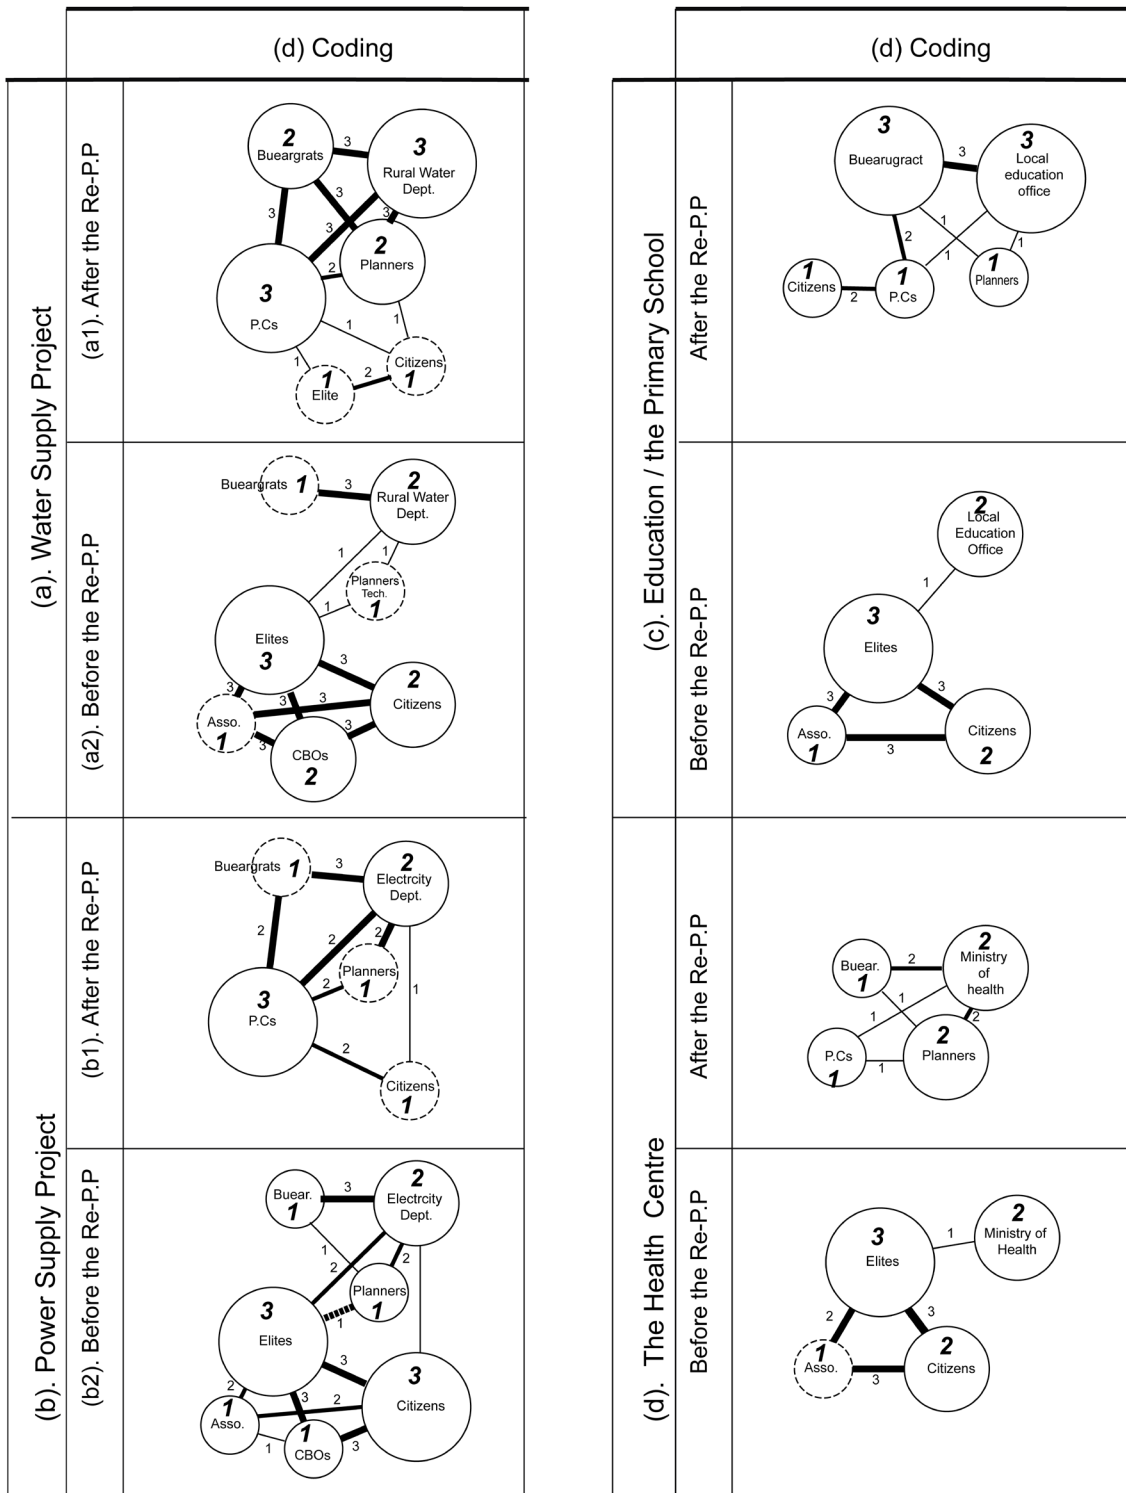 (d) Coding
(a). Water Supply Project
(a1). After the Re-P.P
2
Bueargrats
3
3
Rural Water
Dept.
3
3
3
3
2
Planners
2
3
P.Cs
1
1
1
Citizens
1
2
1
Elite
(a2). Before the Re-P.P
Bueargrats 1
3
2
Rural Water
Dept.
1
1
Planners
Tech.
1
1
Elites
3
3
2
Citizens
3
3
3
Asso.
1
3
3
CBOs
2
(b). Power Supply Project
(b1). After the Re-P.P
Bueargrats 1
3
2
Electrcity
Dept.
2
2
2
Planners
1
2
3
P.Cs
1
2
Citizens
1
(b2). Before the Re-P.P
Buear.
1
3
2
Electrcity
Dept.
1
2
2
Planners
1
1
3
Elites
3
3
Citizens
2
3
2
1
Asso.
1
1
CBOs
3
(d) Coding
(c). Education / the Primary School
After the Re-P.P
3
Buearugract
3
3
Local
education
office
1
2
1
1
1
Citizens
2
1
P.Cs
1
Planners
Before the Re-P.P
2
Local
Education
Office
1
3
Elites
3
3
Asso.
1
3
Citizens
2
(d). The Health Centre
After the Re-P.P
Buear.
1
2
2
Ministry
of
health
1
1
2
P.Cs
1
1
2
Planners
Before the Re-P.P
3
Elites
1
2
Ministry of
Health
2
3
1
Asso.
3
2
Citizens